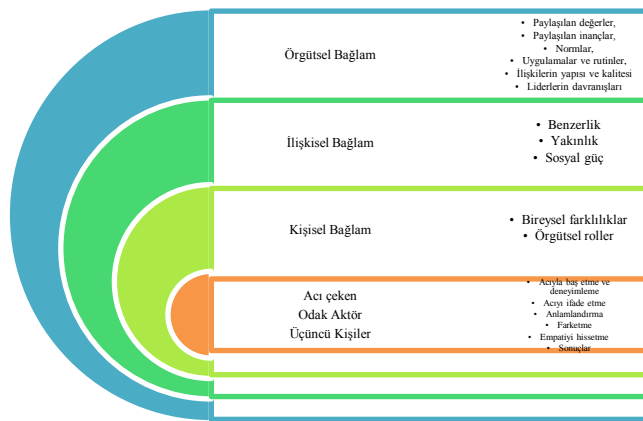 Örgütsel Bağlam
• Paylaşılan değerler,
• Paylaşılan inançlar,
• Normlar,
• Uygulamalar ve rutinler,
• İlişkilerin yapısı ve kalitesi
• Liderlerin davranışları
İlişkisel Bağlam
• Benzerlik
• Yakınlık
• Sosyal güç
Kişisel Bağlam
• Bireysel farklılıklar
• Örgütsel roller
Acı çeken
Odak Aktör
Üçüncü Kişiler
• Acıyla baş etme ve
deneyimleme
• Acıyı ifade etme
• Anlamlandırma
• Farketme
• Empatiyi hissetme
• Sonuçlar